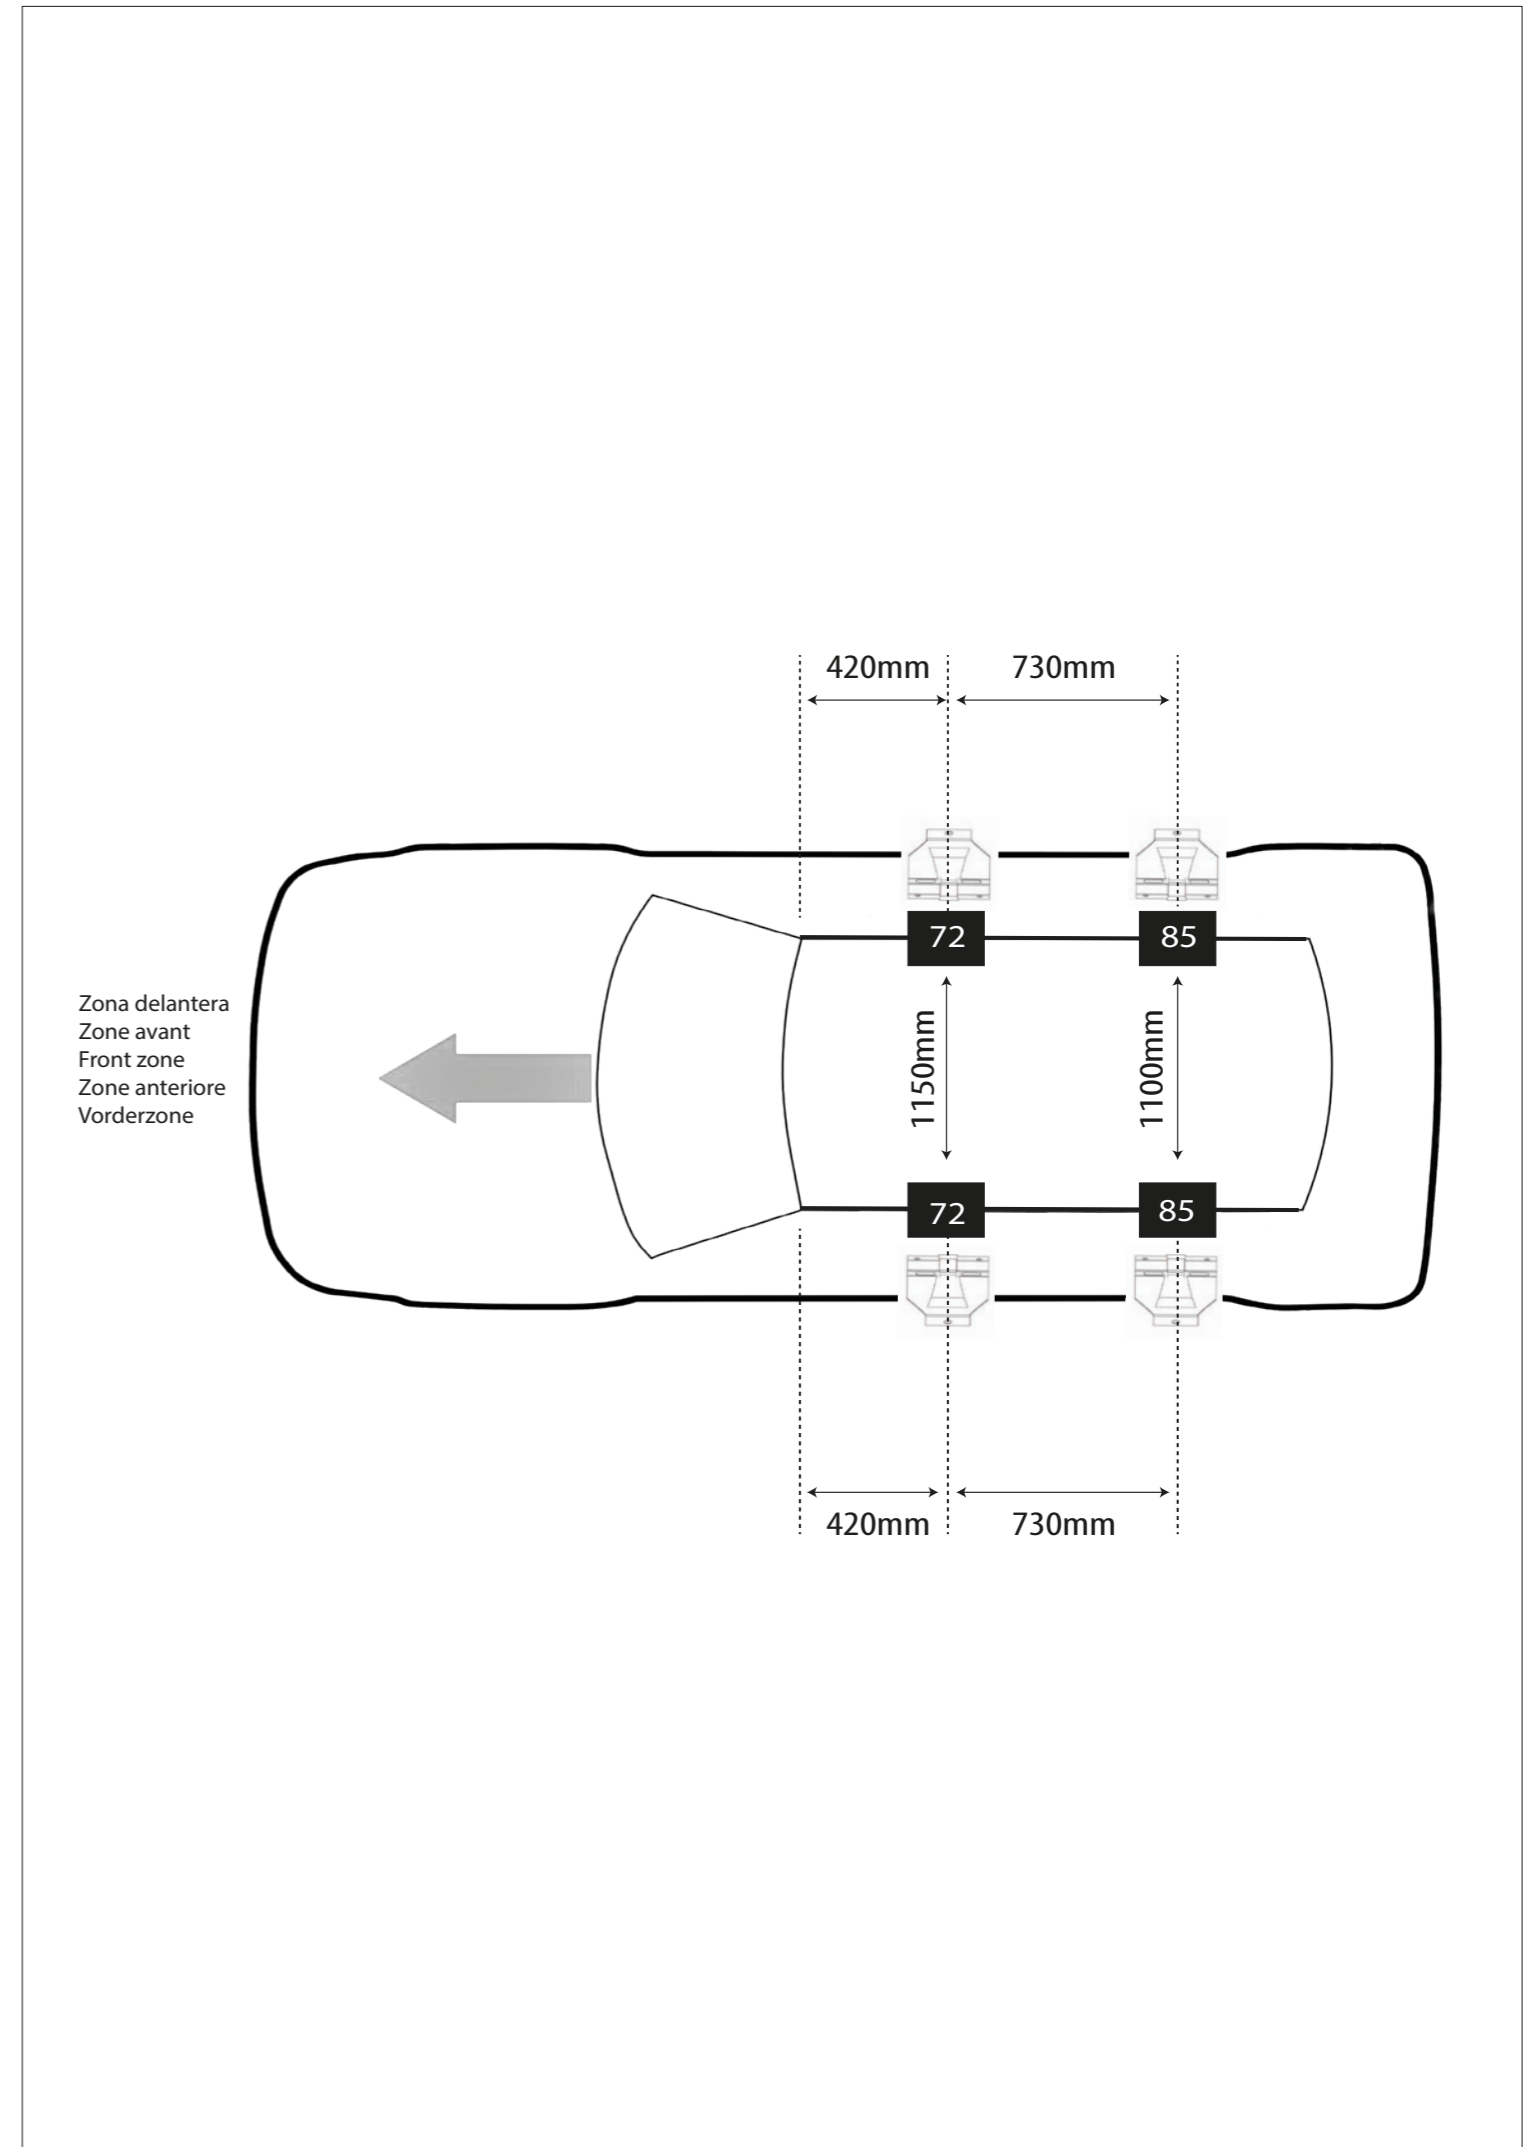 420mm
730mm
72
85
Zona delantera
Zone avant
Front zone
Zone anteriore
Vorderzone
1150mm
1100mm
72
85
420mm
730mm